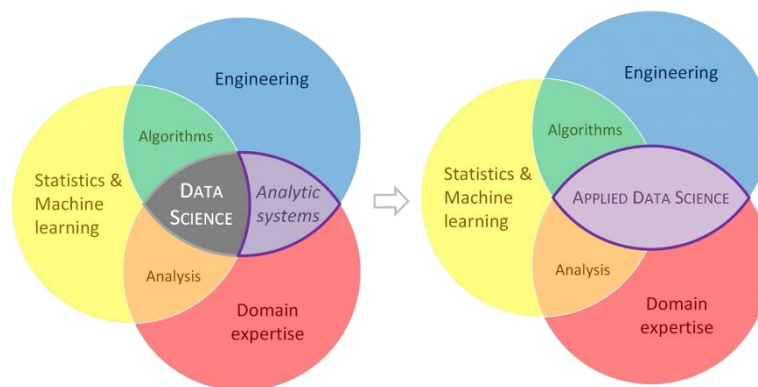 Engineering
Algorithms
Statistics &
Machine
learning
DATA
SCIENCE
Analytic
systems
Analysis
Domain
expertise
Engineering
Algorithms
Statistics &
Machine
learning
APPLIED DATA SCIENCE
Analysis
Domain
expertise